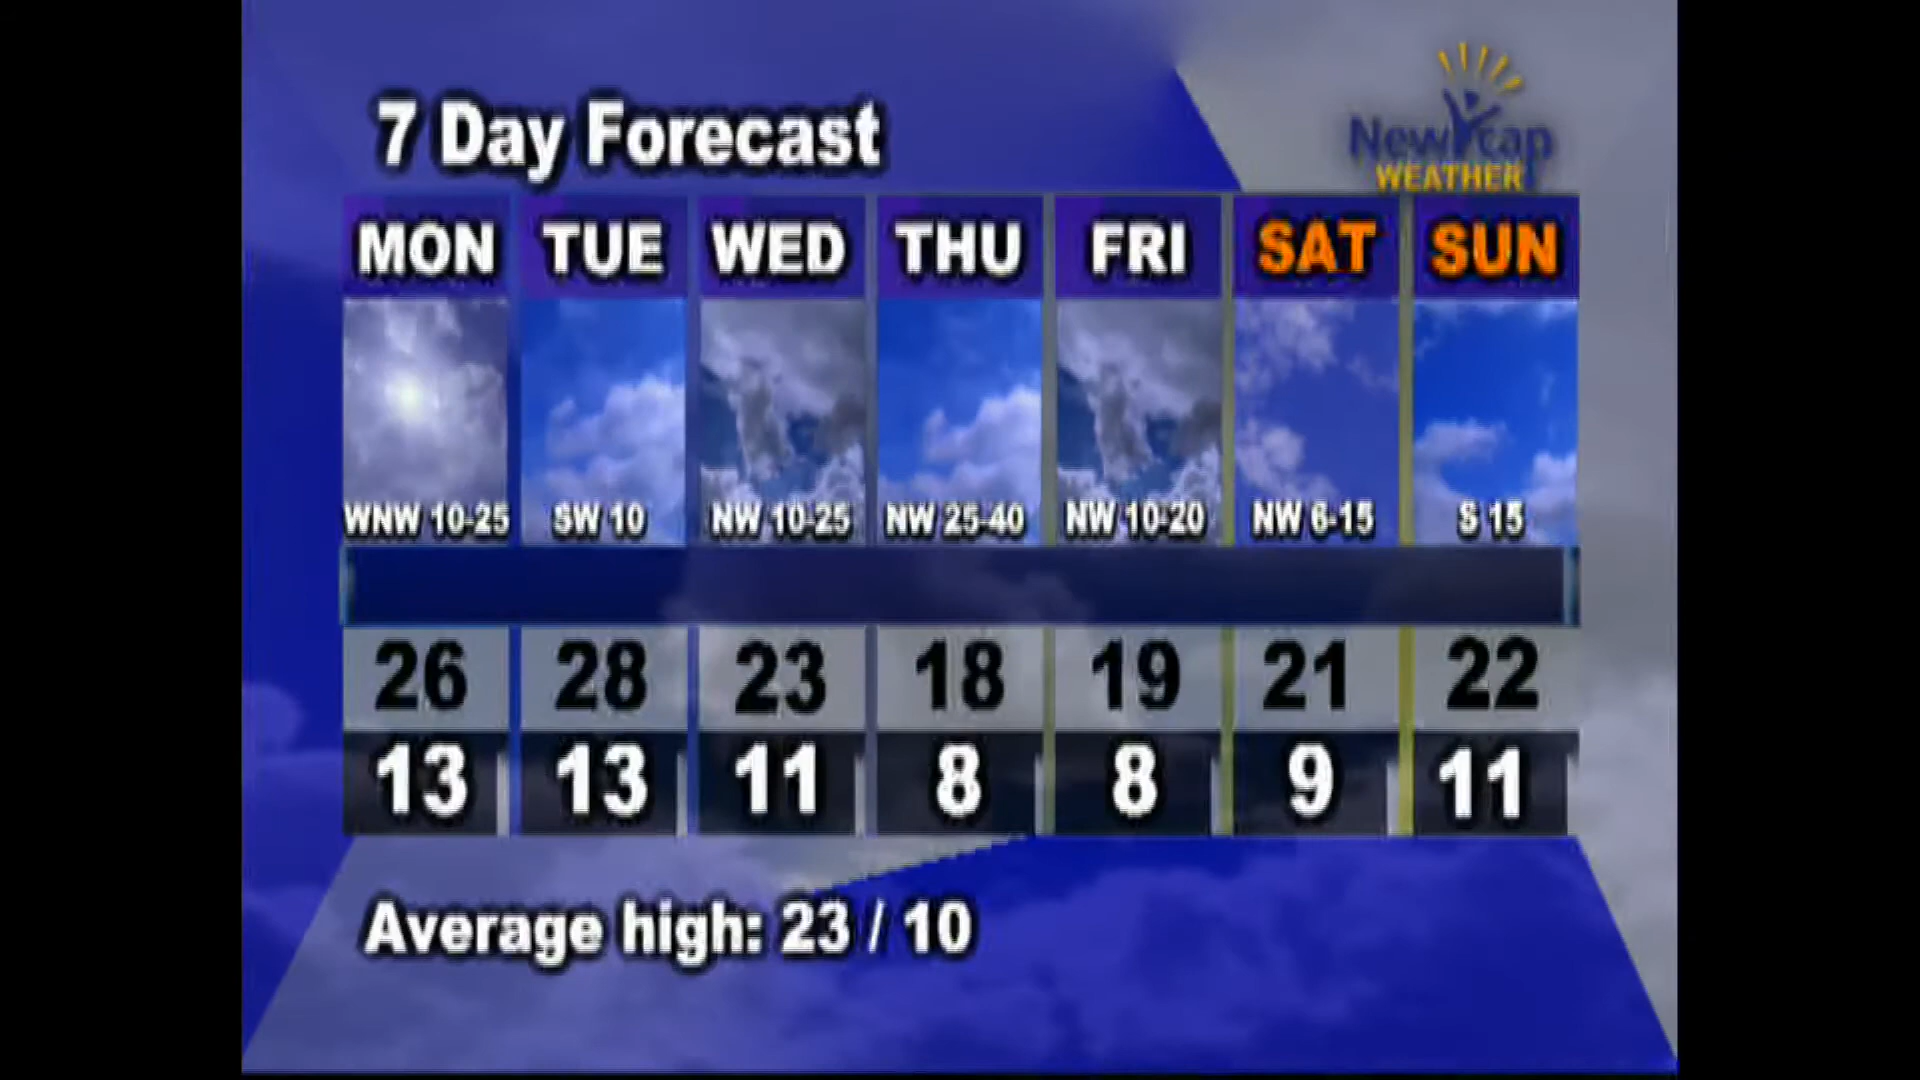 7 Day Forecast
Newcap
WEATHER
MON TUE WED THU FRI SAT SUN
WNW 10-25 SW 10 NW 10-25 NW 25-40 NW 10-20 NW 6-15 S 15
26 28 23 18 19 21 22
13 13 11 8 8 9 11
Average high: 23 / 10